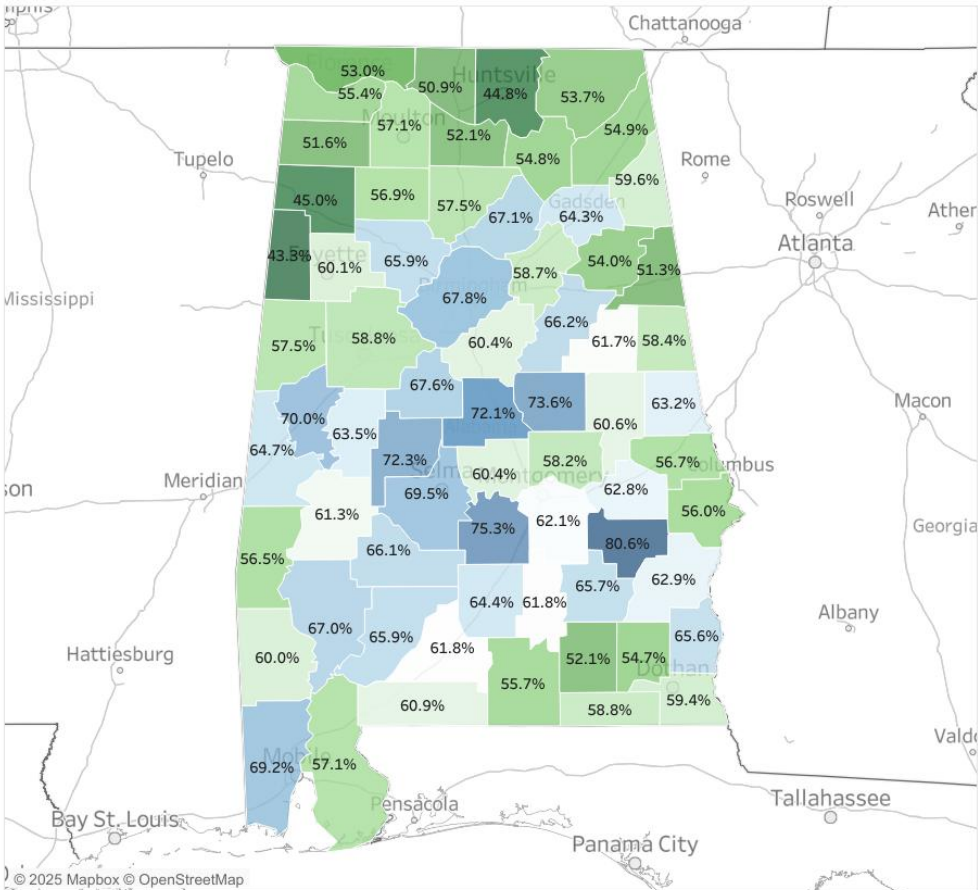 Chattanooga
Huntsville
53.0%
50.9%
44.8%
53.7%
55.4%
57.1%
Moulton
52.1%
54.9%
51.6%
54.8%
Tupelo
Rome
59.6%
45.0%
56.9%
57.5%
67.1%
Gadsden
64.3%
Roswell
Atlanta
43.3%
60.1%
65.9%
58.7%
54.0%
51.3%
67.8%
Mississippi
66.2%
57.5%
58.8%
60.4%
61.7%
58.4%
67.6%
70.0%
72.1%
73.6%
63.2%
Macon
64.7%
63.5%
60.6%
72.3%
60.4%
58.2%
56.7%
Columbus
Selma
Montgomery
Meridian
69.5%
62.8%
61.3%
56.0%
75.3%
62.1%
80.6%
Georgia
56.5%
66.1%
64.4%
61.8%
65.7%
62.9%
Albany
67.0%
65.9%
61.8%
65.6%
Hattiesburg
60.0%
52.1%
54.7%
Dothan
55.7%
60.9%
58.8%
59.4%
69.2%
Mobile
57.1%
Pensacola
Tallahassee
Bay St. Louis
Panama City
© 2025 Mapbox © OpenStreetMap